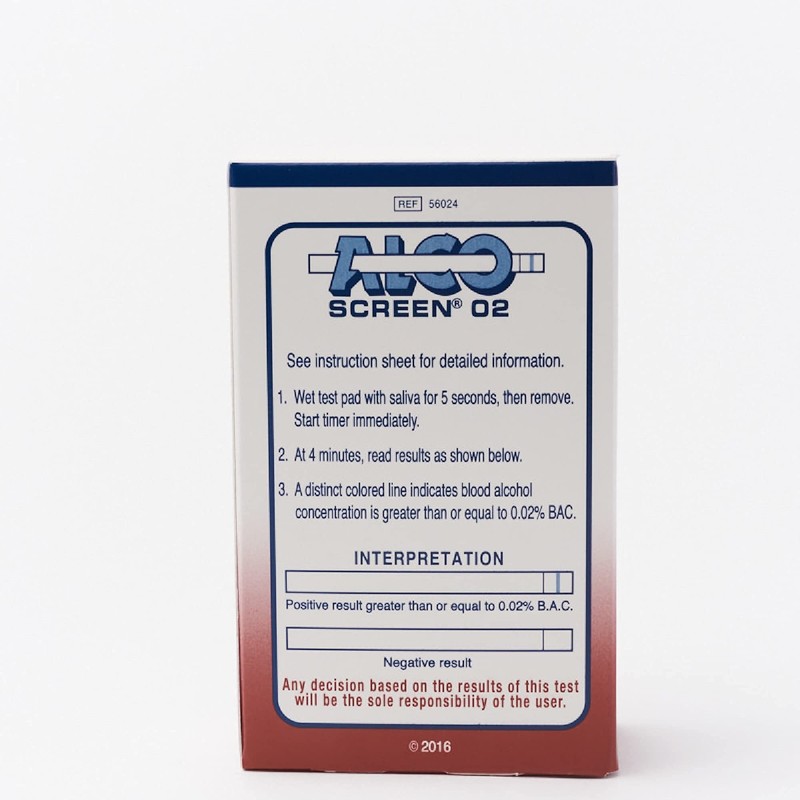 REF 56024
ALCO
SCREEN® 02
See instruction sheet for detailed information.
1. Wet test pad with saliva for 5 seconds, then remove.
Start timer immediately.
2. At 4 minutes, read results as shown below.
3. A distinct colored line indicates blood alcohol
concentration is greater than or equal to 0.02% BAC.
INTERPRETATION
Positive result greater than or equal to 0.02% B.A.C.
Negative result
Any decision based on the results of this test
will be the sole responsibility of the user.
© 2016